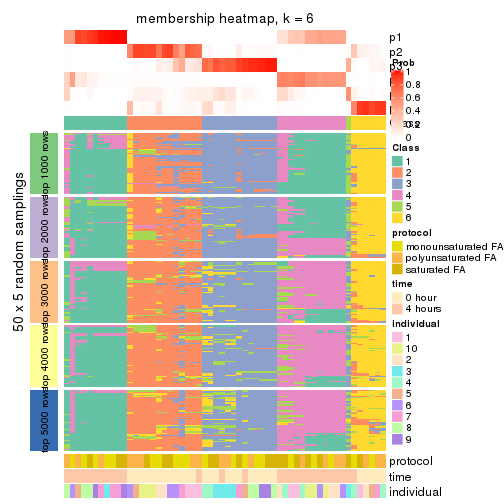 membership heatmap, k = 6
p1
p2
p3
Prob
1
0.8
0.6
0.4
0.2
0
Class
1
2
3
4
5
6
protocol
monounsaturated FA
polyunsaturated FA
saturated FA
time
0 hour
4 hours
individual
1
10
2
3
4
5
6
7
8
9
50 x 5 random samplings
top 1000 rows
top 2000 rows
top 3000 rows
top 4000 rows
top 5000 rows
protocol
time
individual